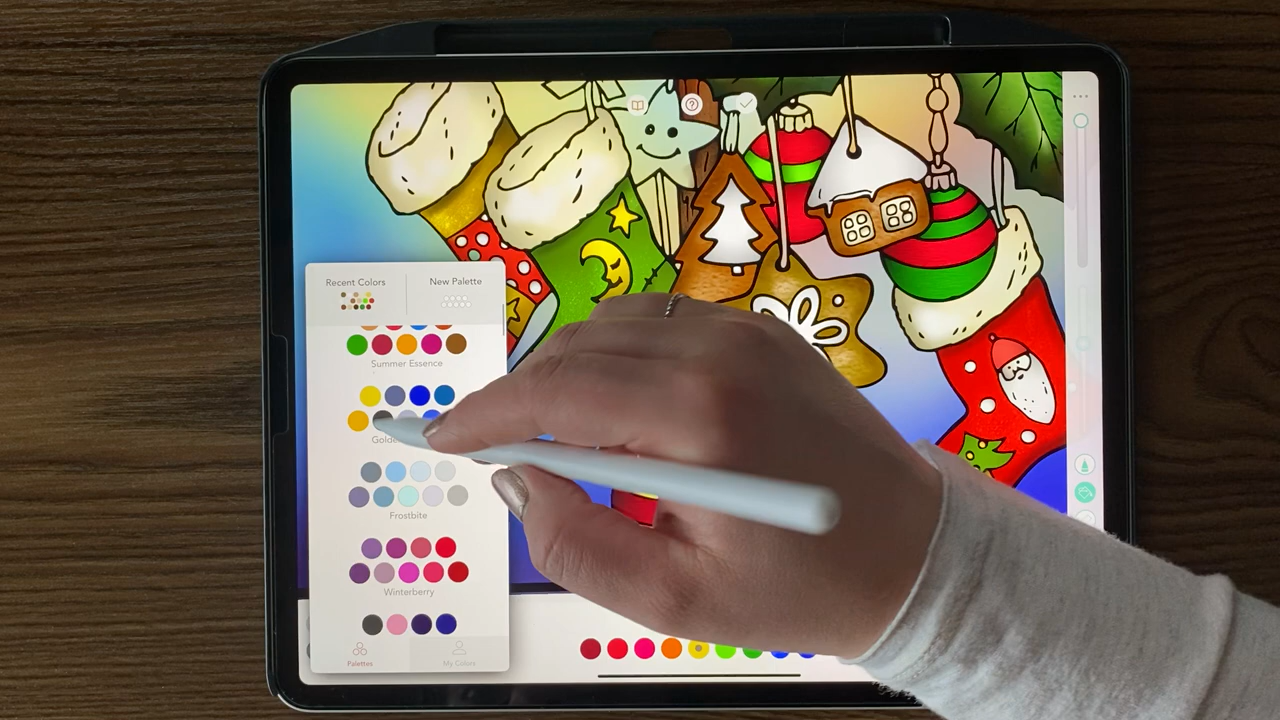 Recent Colors
New Palette
Summer Essence
Frostbite
Winterberry
Palettes
My Colors
?